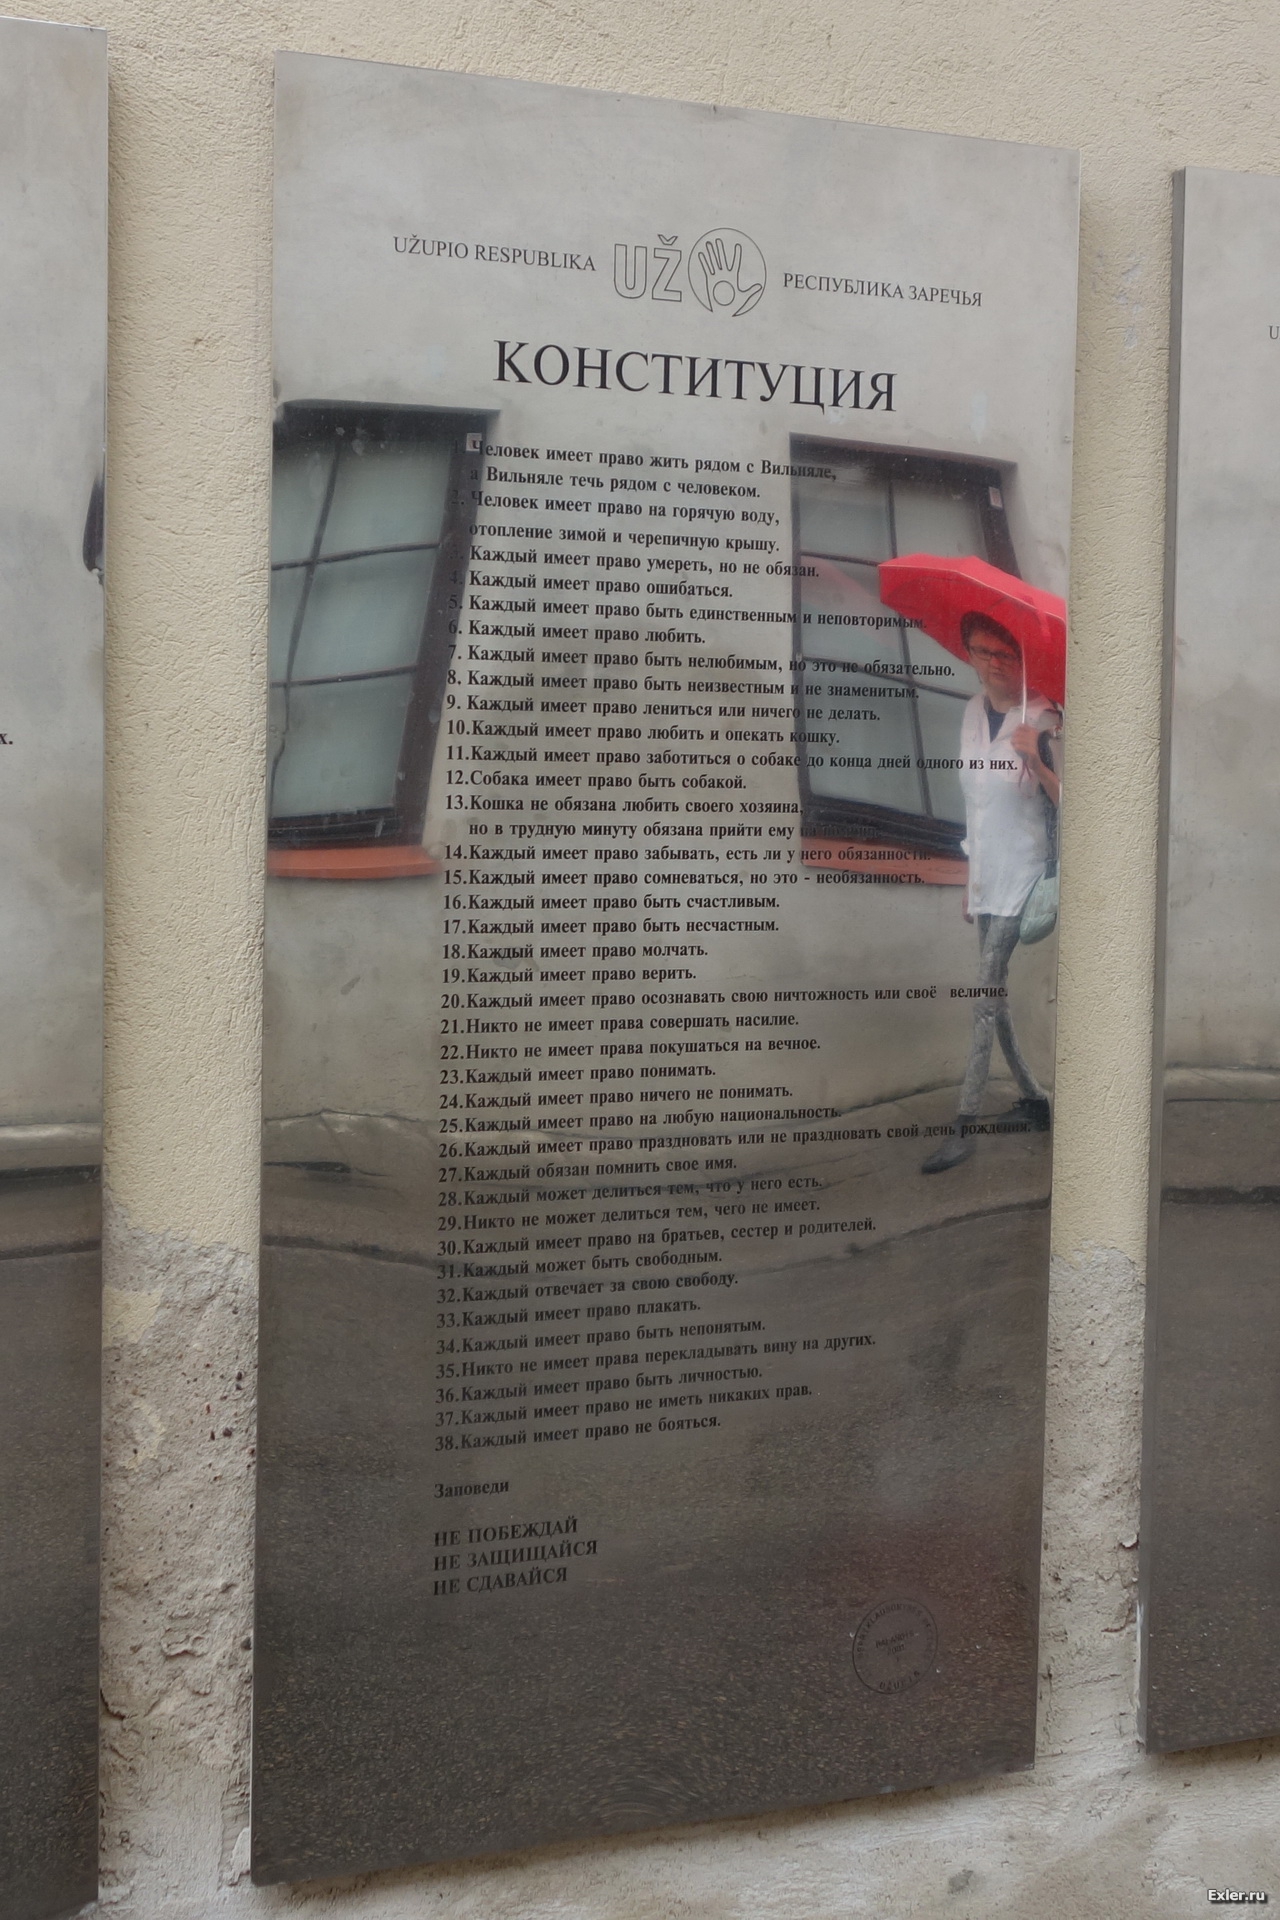 UŽUPIO RESPUBLIKA UŽ РЕСПУБЛИКА ЗАРЕЧЬЯ
U
КОНСТИТУЦИЯ
1. Человек имеет право жить рядом с Вильняле,
а Вильняле течь рядом с человеком.
2. Человек имеет право на горячую воду,
отопление зимой и черепичную крышу.
3. Каждый имеет право умереть, но не обязан.
4. Каждый имеет право ошибаться.
5. Каждый имеет право быть единственным и неповторимым.
6. Каждый имеет право любить.
7. Каждый имеет право быть нелюбимым, но это не обязательно.
8. Каждый имеет право быть неизвестным и не знаменитым.
9. Каждый имеет право лениться или ничего не делать.
10.Каждый имеет право любить и опекать кошку.
11.Каждый имеет право заботиться о собаке до конца дней одного из них.
х.
12.Собака имеет право быть собакой.
13.Кошка не обязана любить своего хозяина,
но в трудную минуту обязана прийти ему
14.Каждый имеет право забывать, есть ли у него обязанности.
15.Каждый имеет право сомневаться, но это - необязанность.
16.Каждый имеет право быть счастливым.
17.Каждый имеет право быть несчастным.
18.Каждый имеет право молчать.
19.Каждый имеет право верить.
20.Каждый имеет право осознавать свою ничтожность или своё величие.
21.Никто не имеет права совершать насилие.
22.Никто не имеет права покушаться на вечное.
23.Каждый имеет право понимать.
24.Каждый имеет право ничего не понимать.
25.Каждый имеет право на любую национальность.
26.Каждый имеет право праздновать или не праздновать свой день рождения.
27.Каждый обязан помнить свое имя.
28.Каждый может делиться тем, что у него есть.
29.Никто не может делиться тем, чего не имеет.
30.Каждый имеет право на братьев, сестер и родителей.
31.Каждый может быть свободным.
32.Каждый отвечает за свою свободу.
33.Каждый имеет право плакать.
34.Каждый имеет право быть непонятым.
35.Никто не имеет права перекладывать вину на других.
36.Каждый имеет право быть личностью.
37.Каждый имеет право не иметь никаких прав.
38.Каждый имеет право не бояться.
Заповеди
НЕ ПОБЕЖДАЙ
НЕ ЗАЩИЩАЙСЯ
НЕ СДАВАЙСЯ
Exler.ru